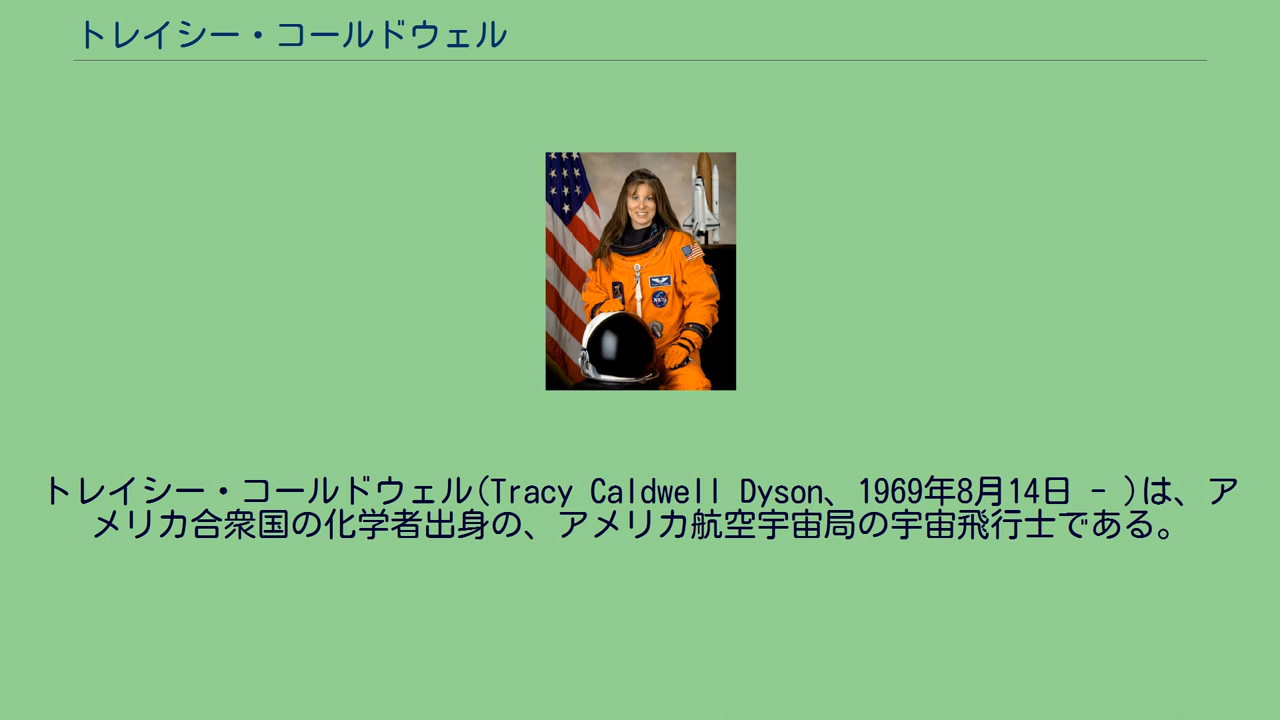 トレイシー・コールドウェル
NASA
トレイシー・コールドウェル(Tracy Caldwell Dyson、1969年8月14日 - )は、ア
メリカ合衆国の化学者出身の、アメリカ航空宇宙局の宇宙飛行士である。